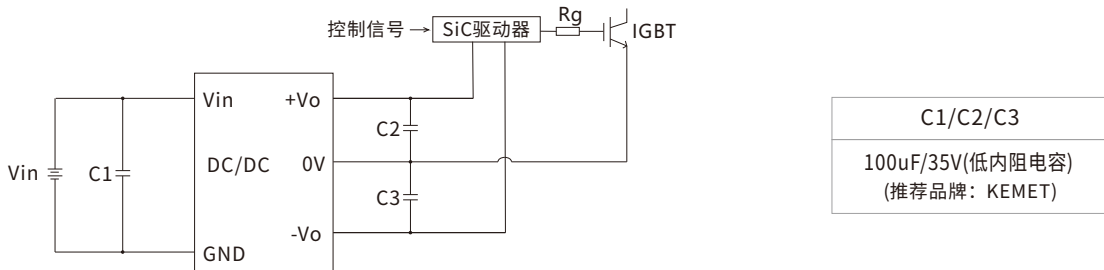 控制信号
SiC驱动器
Rg
IGBT
Vin
+Vo
C2
Vin
C1
DC/DC
0V
C3
-Vo
GND
C1/C2/C3
100uF/35V(低内阻电容)
(推荐品牌：KEMET)